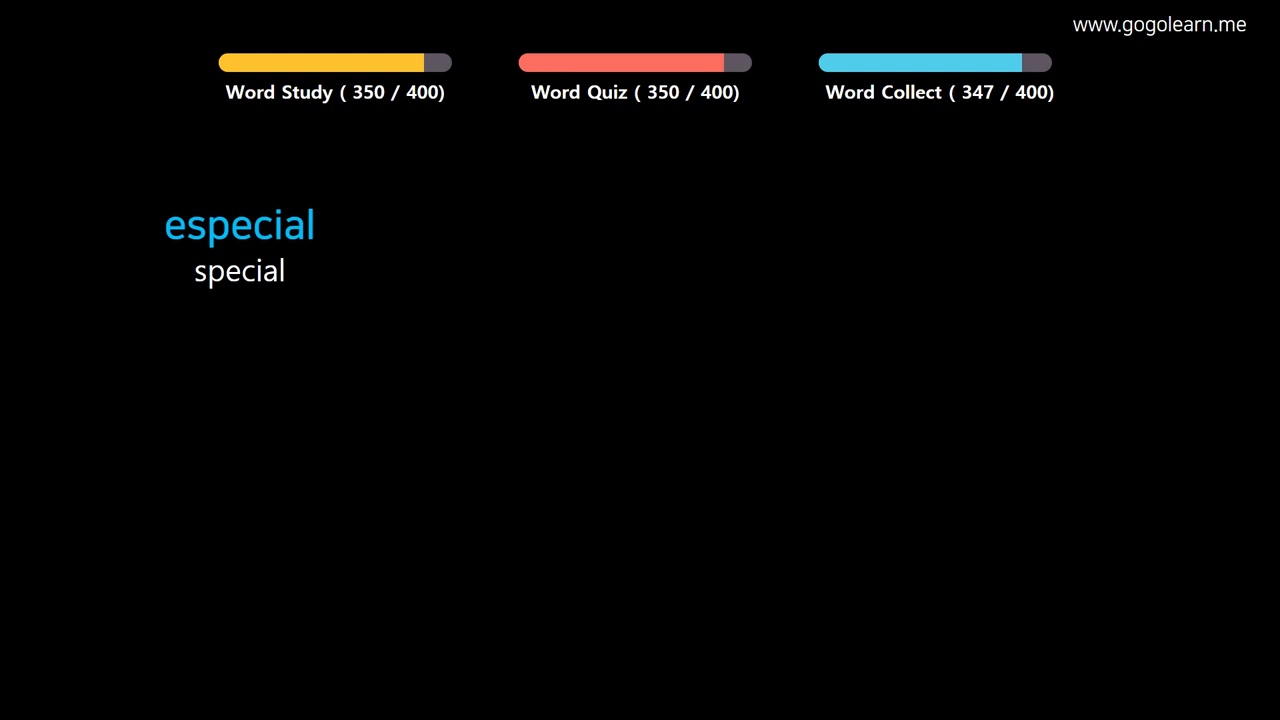 www.gogolearn.me
Word Study ( 350 / 400)
Word Quiz ( 350 / 400)
Word Collect ( 347 / 400)
especial
special